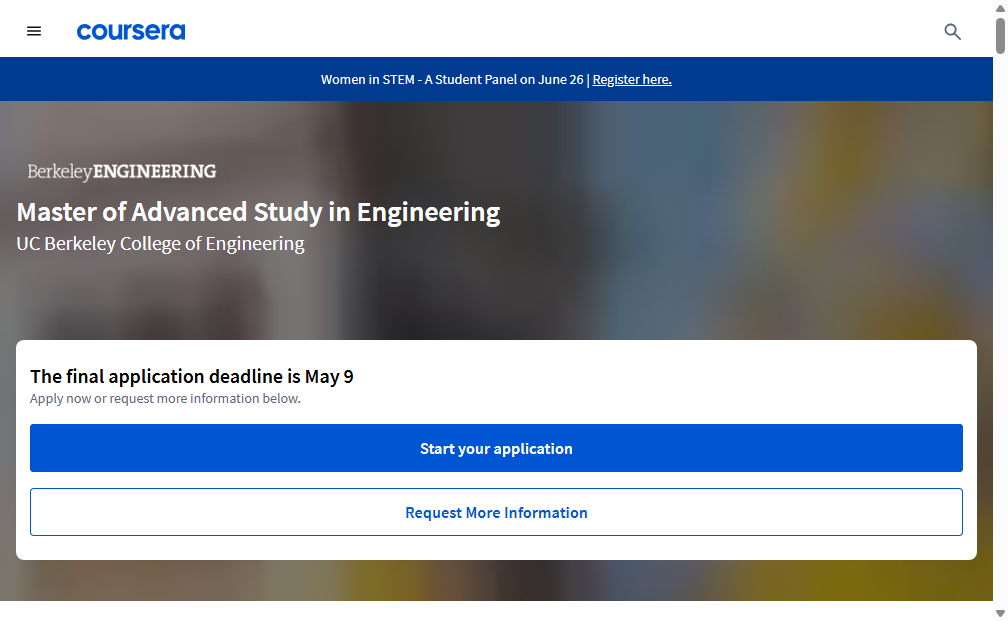 coursera
Women in STEM - A Student Panel on June 26 | Register here.
BerkeleyENGINEERING
Master of Advanced Study in Engineering
UC Berkeley College of Engineering
The final application deadline is May 9
Apply now or request more information below.
Start your application
Request More Information